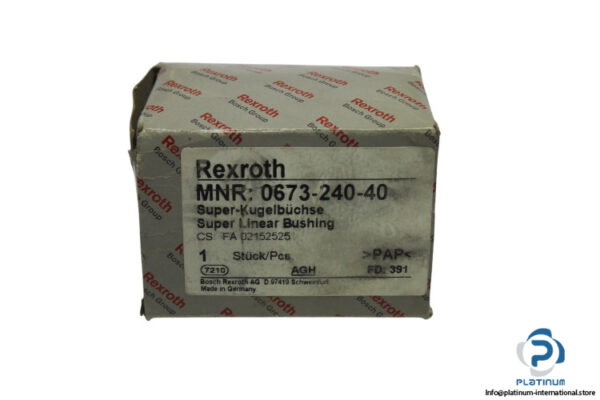 Rexroth
Bosch Group
Rexroth
MNR: 0673-240-40
Super-Kugelbüchse
Super Linear Bushing
CS FA 02152525
1 Stück/Pcs >PAP<
7210 AGH FD: 391
Bosch Rexroth AG D 97419 Schweinfurt
Made in Germany
PLATINUM
Info@platinum-international.store